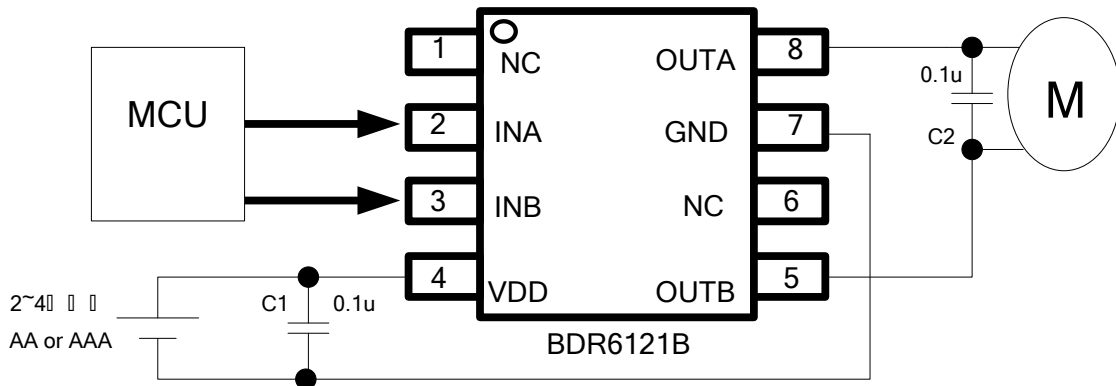 MCU
1
NC
OUTA
8
0.1u
M
2
INA
GND
7
C2
3
INB
NC
6
2~4
C1
0.1u
4
VDD
OUTB
5
AA or AAA
BDR6121B